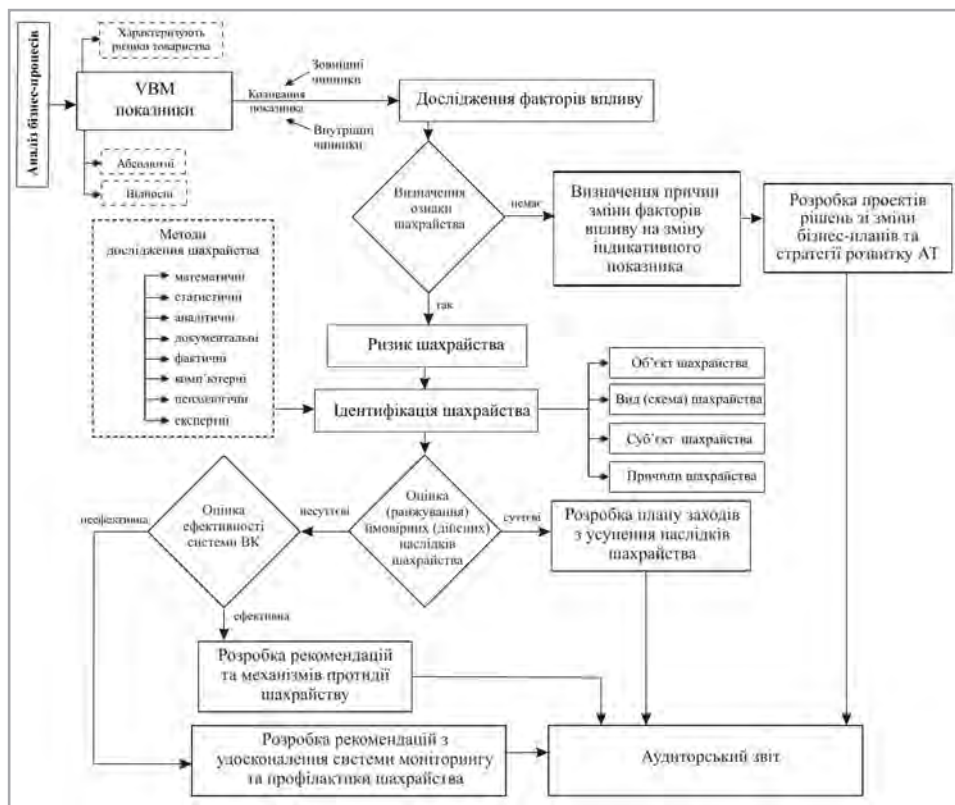 Аналіз бізнес-процесів
Характеризують
ризики товариства
VBM
показники
Абсолютні
Відносні
Коливання
показника
Зовнішні
чинники
Внутрішні
чинники
Дослідження факторів впливу
Визначення
ознаки
шахрайства
немає
Визначення причин
зміни факторів
впливу на зміну
індикативного
показника
Розробка проектів
рішень зі зміни
бізнес-планів та
стратегії розвитку АТ
так
Методи
дослідження шахрайства
математичні
статистичні
аналітичні
документальні
фактичні
комп´ютерні
психологічні
експертні
Ризик шахрайства
Ідентифікація шахрайства
Об’єкт шахрайства
Вид (схема) шахрайства
Суб’єкт шахрайства
Причини шахрайства
неефективна
Оцінка
ефективності
системи ВК
несуттєві
Оцінка
(ранжування)
ймовірних (дійсних)
наслідків
шахрайства
суттєві
Розробка плану заходів
з усунення наслідків
шахрайства
ефективна
Розробка рекомендацій
та механізмів протидії
шахрайству
Розробка рекомендацій з
удосконалення системи моніторингу
та профілактики шахрайства
Аудиторський звіт